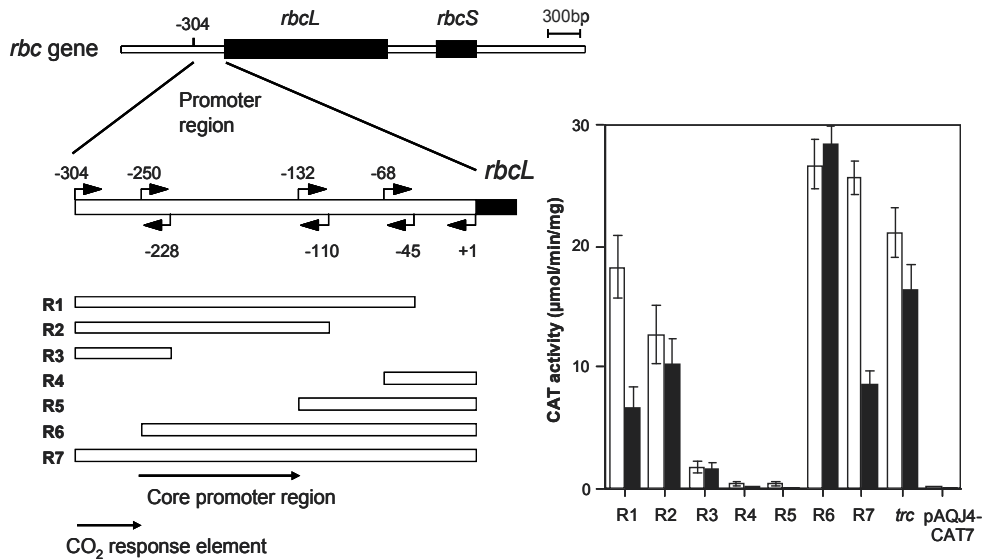 -304
rbcL
rbcS
300bp
rbc gene
Promoter
region
rbcL
-304
-250
-132
-68
-228
-110
-45
+1
R1
R2
R3
R4
R5
R6
R7
Core promoter region
CO₂ response element
CAT activity (µmol/min/mg)
30
20
10
0
R1
R2
R3
R4
R5
R6
R7
trc
pAQJ4-
CAT7